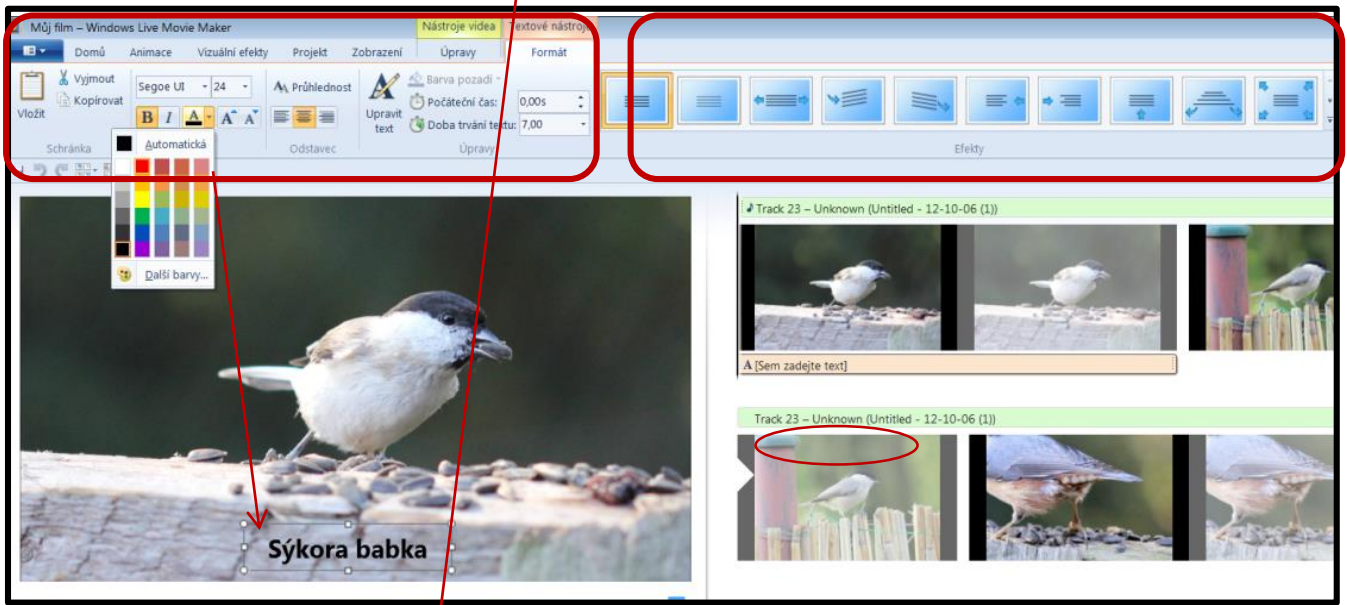 Můj film – Windows Live Movie Maker
Nástroje videa
Textové nástroje
Domů Animace Vizuální efekty Projekt Zobrazení Úpravy Formát
Vložit
Vyjmout
Kopírovat
Schránka
Segoe UI 24
B I A A A
Automatická
Další barvy...
Průhlednost
Odstavec
Upravit text
Barva pozadí
Počáteční čas: 0,00s
Doba trvání textu: 7,00
Úpravy
Efekty
Track 23 – Unknown (Untitled - 12-10-06 (1))
A [Sem zadejte text]
Track 23 – Unknown (Untitled - 12-10-06 (1))
Sýkora babka